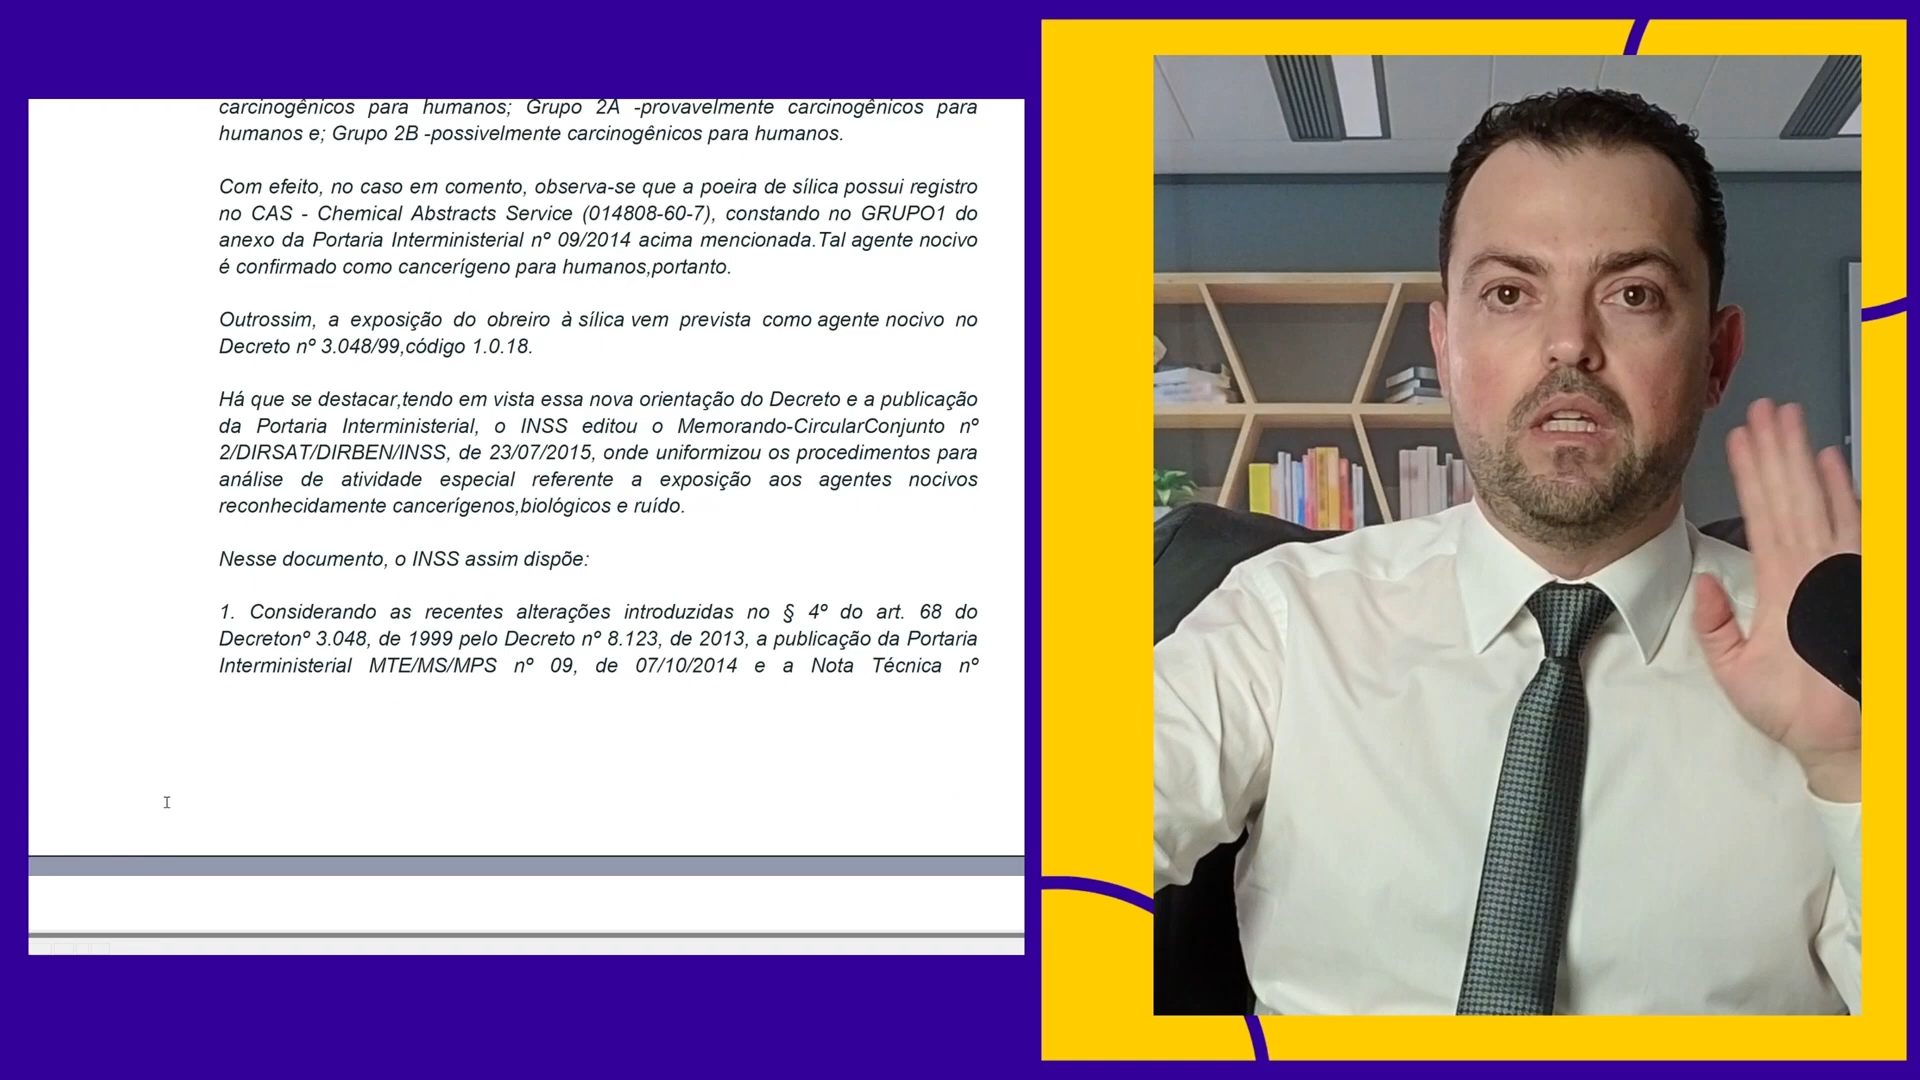 carcinogênicos para humanos; Grupo 2A -provavelmente carcinogênicos para
humanos e; Grupo 2B -possivelmente carcinogênicos para humanos.
Com efeito, no caso em comento, observa-se que a poeira de sílica possui registro
no CAS - Chemical Abstracts Service (014808-60-7), constando no GRUPO1 do
anexo da Portaria Interministerial nº 09/2014 acima mencionada.Tal agente nocivo
é confirmado como cancerígeno para humanos,portanto.
Outrossim, a exposição do obreiro à sílica vem prevista como agente nocivo no
Decreto nº 3.048/99,código 1.0.18.
Há que se destacar,tendo em vista essa nova orientação do Decreto e a publicação
da Portaria Interministerial, o INSS editou o Memorando-CircularConjunto nº
2/DIRSAT/DIRBEN/INSS, de 23/07/2015, onde uniformizou os procedimentos para
análise de atividade especial referente a exposição aos agentes nocivos
reconhecidamente cancerígenos,biológicos e ruído.
Nesse documento, o INSS assim dispõe:
1. Considerando as recentes alterações introduzidas no § 4º do art. 68 do
Decretonº 3.048, de 1999 pelo Decreto nº 8.123, de 2013, a publicação da Portaria
Interministerial MTE/MS/MPS nº 09, de 07/10/2014 e a Nota Técnica nº